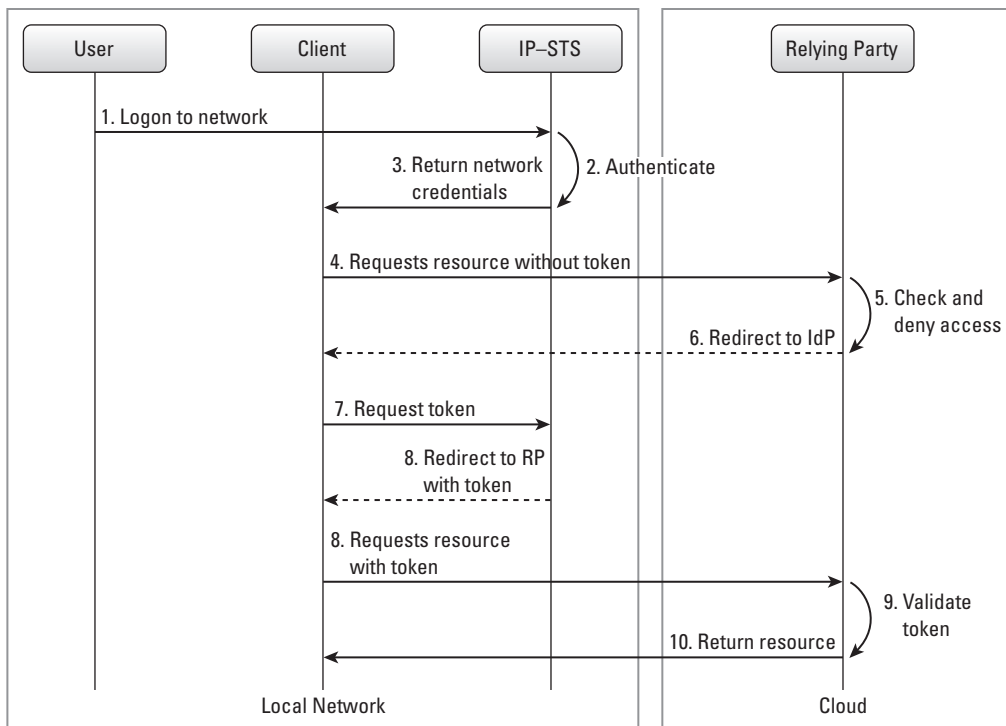 User
Client
IP–STS
Relying Party
1. Logon to network
2. Authenticate
3. Return network
credentials
4. Requests resource without token
5. Check and
deny access
6. Redirect to IdP
7. Request token
8. Redirect to RP
with token
8. Requests resource
with token
9. Validate
token
10. Return resource
Local Network
Cloud